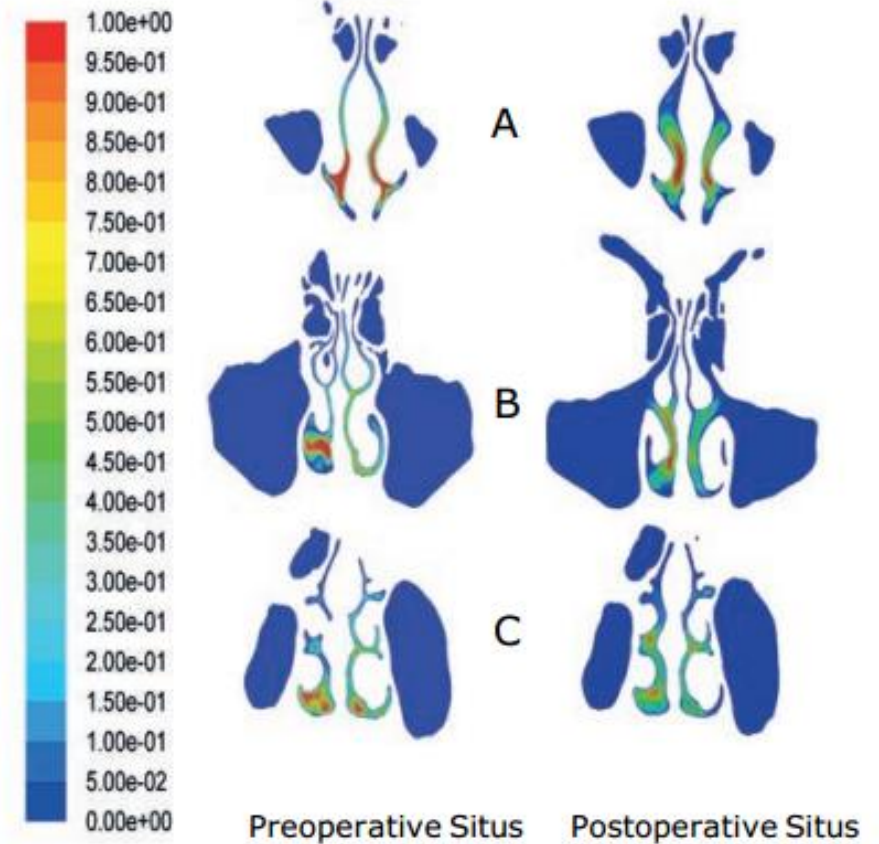 1.00e+00
9.50e-01
9.00e-01
8.50e-01
8.00e-01
7.50e-01
7.00e-01
6.50e-01
6.00e-01
5.50e-01
5.00e-01
4.50e-01
4.00e-01
3.50e-01
3.00e-01
2.50e-01
2.00e-01
1.50e-01
1.00e-01
5.00e-02
0.00e+00
A
B
C
Preoperative Situs
Postoperative Situs